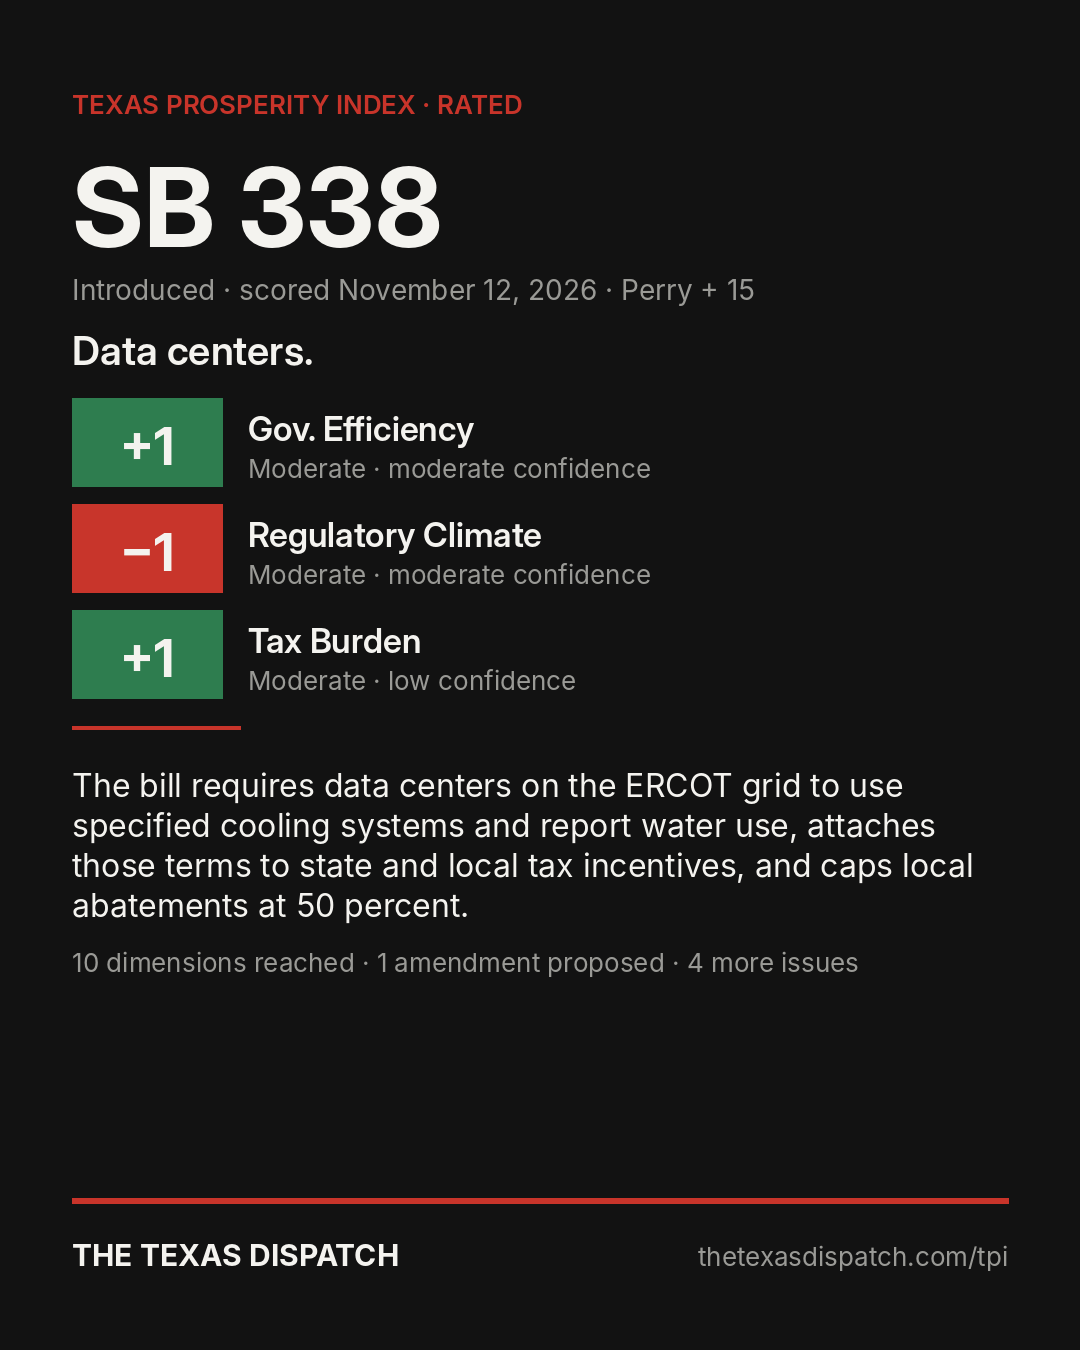 TEXAS PROSPERITY INDEX · RATED
SB 338
Introduced · scored November 12, 2026 · Perry + 15
Data centers.
+1
Gov. Efficiency
Moderate · moderate confidence
−1
Regulatory Climate
Moderate · moderate confidence
+1
Tax Burden
Moderate · low confidence
The bill requires data centers on the ERCOT grid to use
specified cooling systems and report water use, attaches
those terms to state and local tax incentives, and caps local
abatements at 50 percent.
10 dimensions reached · 1 amendment proposed · 4 more issues
THE TEXAS DISPATCH
thetexasdispatch.com/tpi